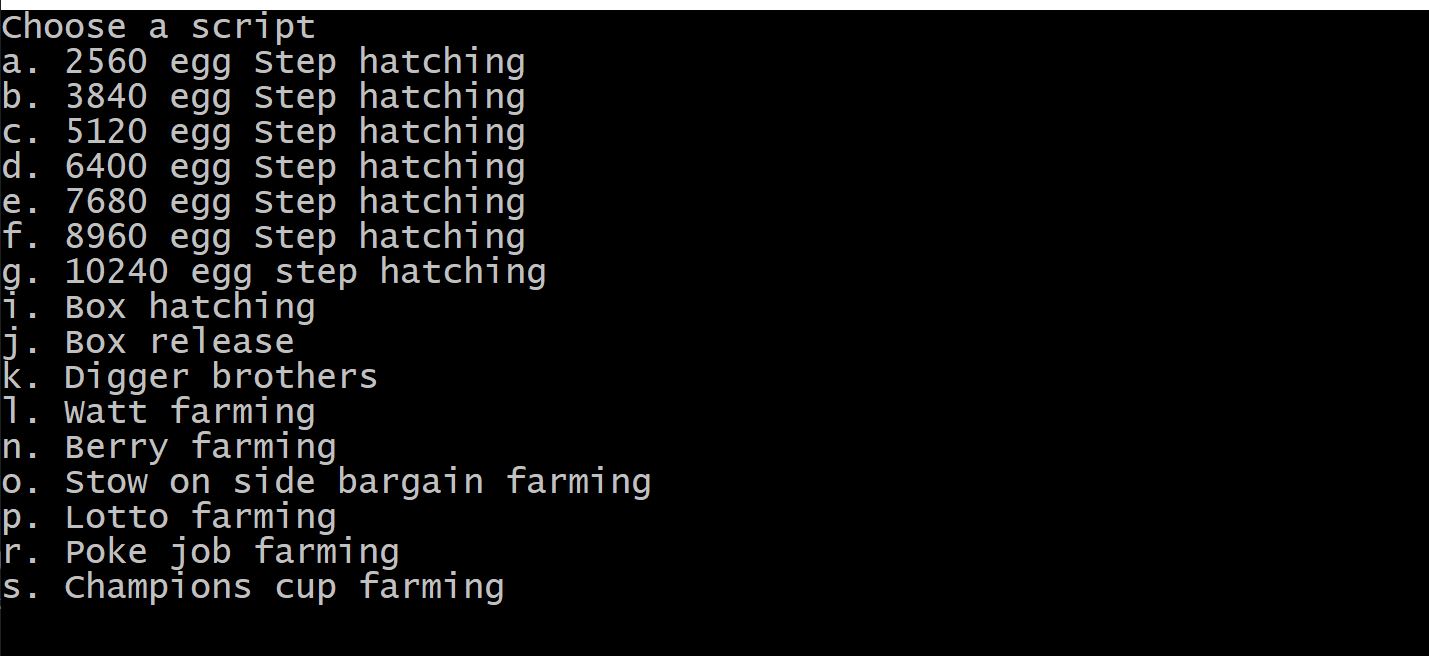 Choose a script
a. 2560 egg Step hatching
b. 3840 egg Step hatching
c. 5120 egg Step hatching
d. 6400 egg Step hatching
e. 7680 egg Step hatching
f. 8960 egg Step hatching
g. 10240 egg step hatching
i. Box hatching
j. Box release
k. Digger brothers
l. Watt farming
n. Berry farming
o. Stow on side bargain farming
p. Lotto farming
r. Poke job farming
s. Champions cup farming